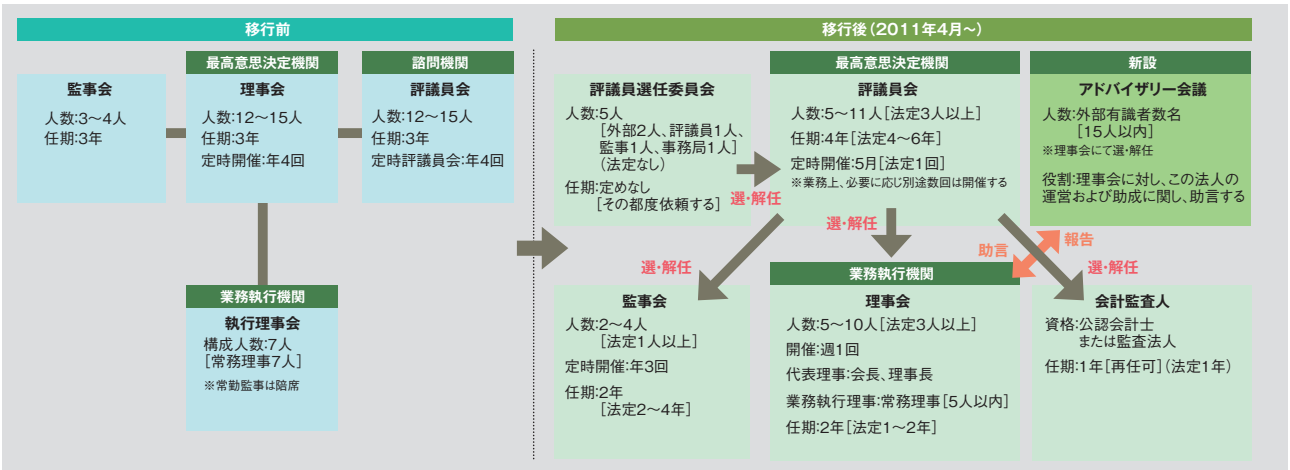 移行前
監事会
人数:3〜4人
任期:3年
最高意思決定機関
理事会
人数:12〜15人
任期:3年
定時開催:年4回
諮問機関
評議員会
人数:12〜15人
任期:3年
定時評議員会:年4回
業務執行機関
執行理事会
構成人数:7人
[常務理事7人]
※常勤監事は陪席
移行後(2011年4月〜)
評議員選任委員会
人数:5人
[外部2人、評議員1人、
監事1人、事務局1人]
(法定なし)
任期:定めなし
[その都度依頼する]
選・解任
最高意思決定機関
評議員会
人数:5〜11人[法定3人以上]
任期:4年[法定4〜6年]
定時開催:5月[法定1回]
※業務上、必要に応じ別途数回は開催する
新設
アドバイザリー会議
人数:外部有識者数名
[15人以内]
※理事会にて選・解任
役割:理事会に対し、この法人の
運営および助成に関し、助言する
選・解任
選・解任
助言
報告
選・解任
監事会
人数:2〜4人
[法定1人以上]
定時開催:年3回
任期:2年
[法定2〜4年]
業務執行機関
理事会
人数:5〜10人[法定3人以上]
開催:週1回
代表理事:会長、理事長
業務執行理事:常務理事[5人以内]
任期:2年[法定1〜2年]
会計監査人
資格:公認会計士
または監査法人
任期:1年[再任可](法定1年)